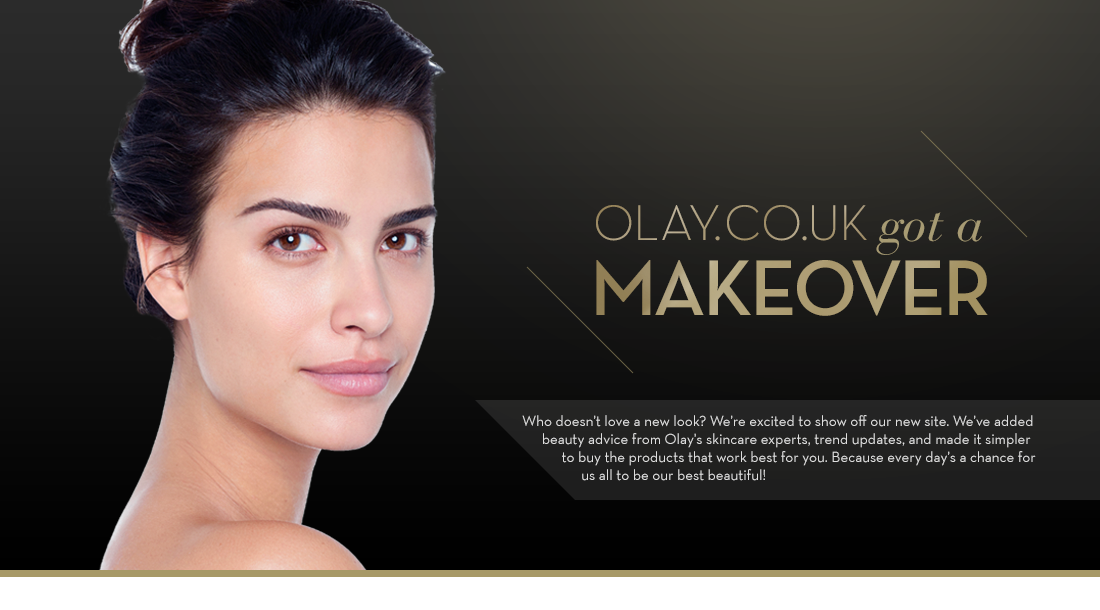 OLAY.CO.UK got a
MAKEOVER
Who doesn't love a new look? We're excited to show off our new site. We've added
beauty advice from Olay's skincare experts, trend updates, and made it simpler
to buy the products that work best for you. Because every day's a chance for
us all to be our best beautiful!